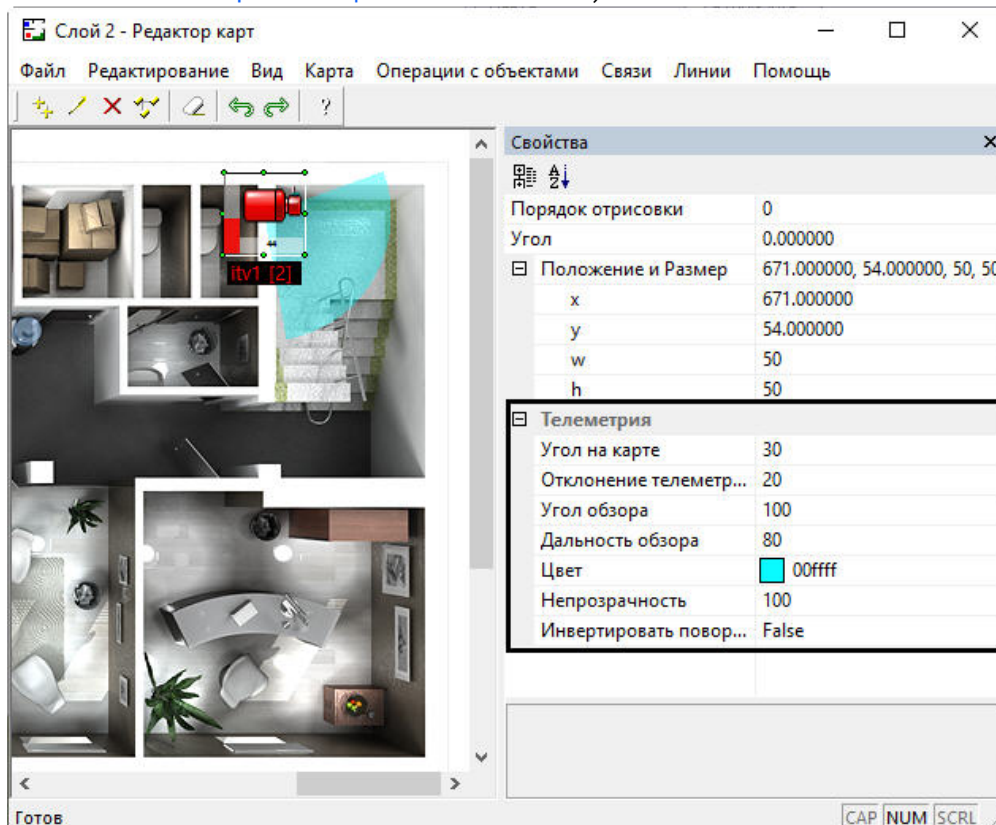 Слой 2 - Редактор карт
Файл Редактирование Вид Карта Операции с объектами Связи Линии Помощь
?
Свойства
Порядок отрисовки 0
Угол 0.000000
Положение и Размер 671.000000, 54.000000, 50, 50
x 671.000000
y 54.000000
w 50
h 50
Телеметрия
Угол на карте 30
Отклонение телеметр... 20
Угол обзора 100
Дальность обзора 80
Цвет 00ffff
Непрозрачность 100
Инвертировать повор... False
44
itv1 [2]
Готов
CAP NUM SCRL